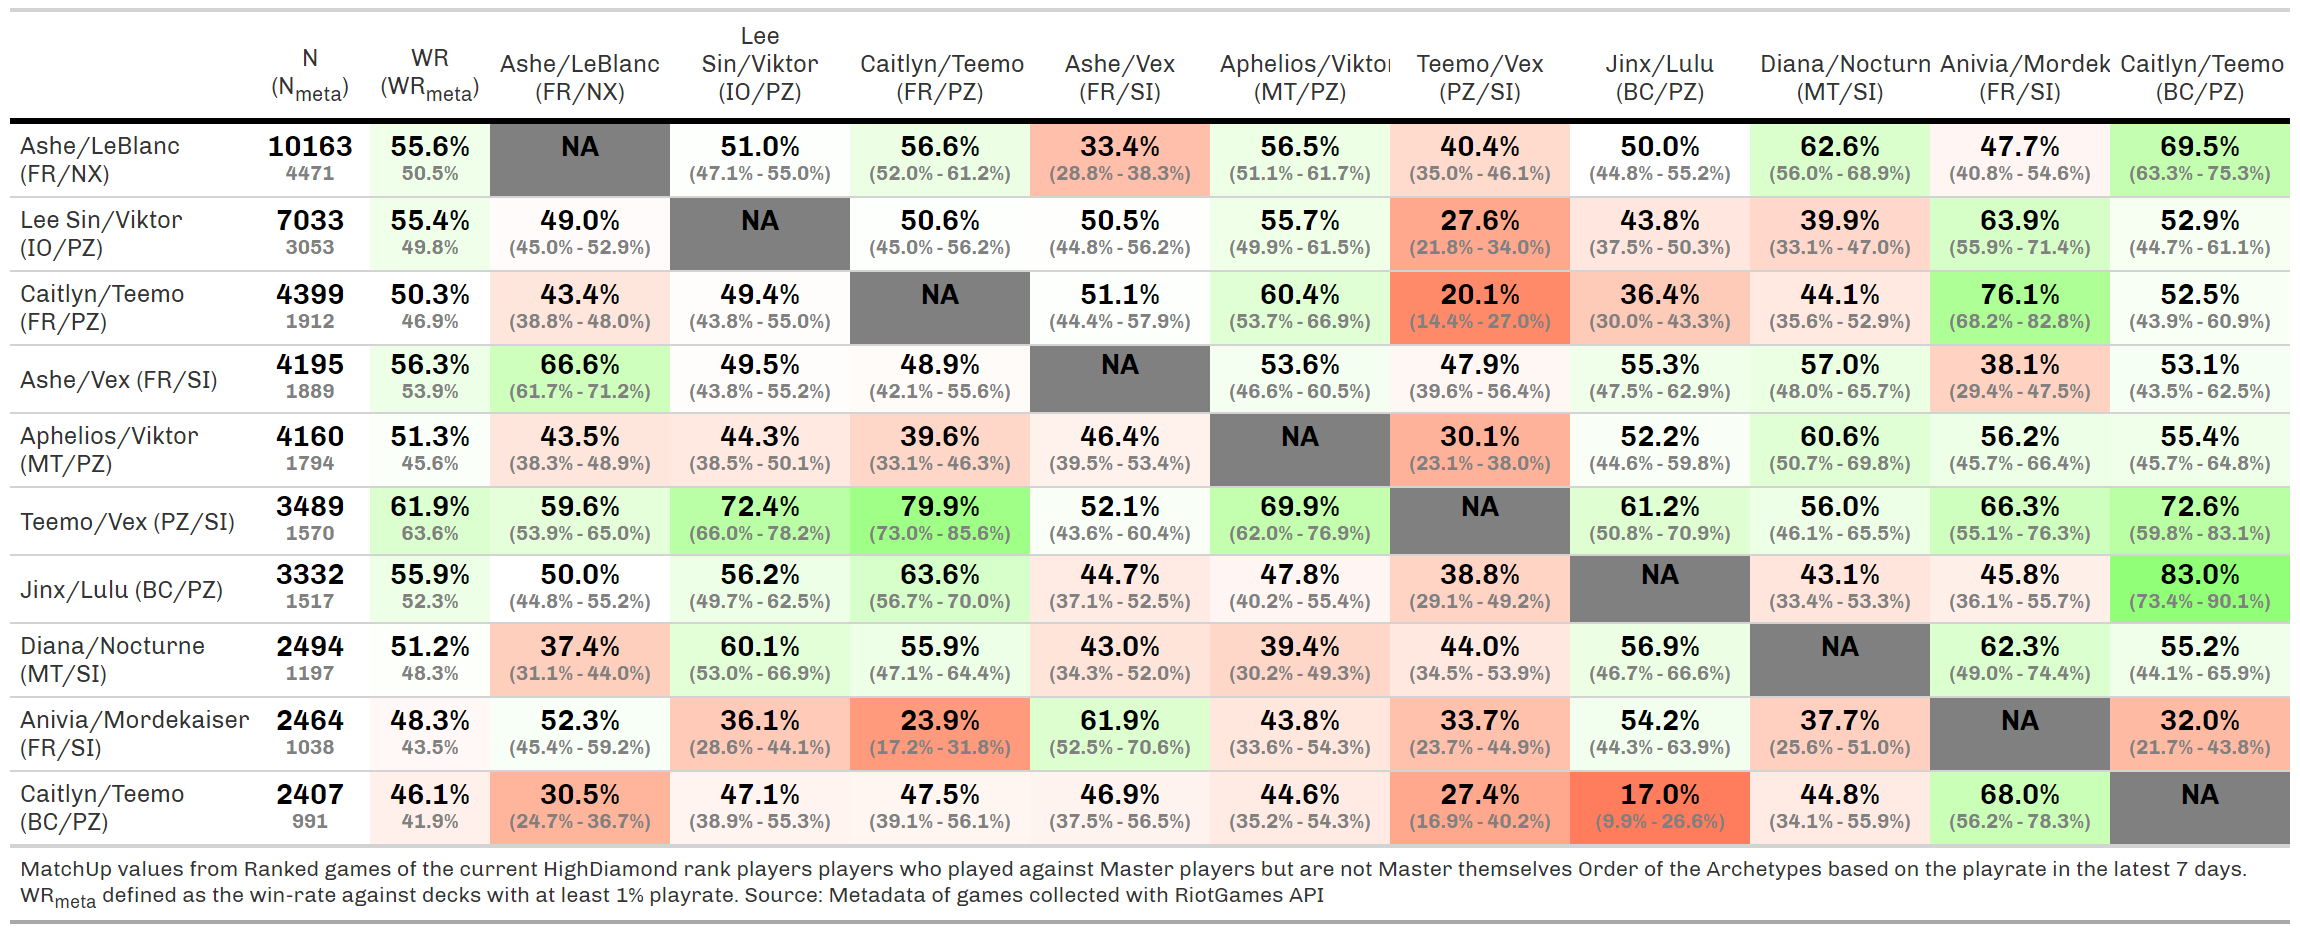 N (Nmeta) WR (WRmeta) Ashe/LeBlanc (FR/NX) Lee Sin/Viktor (IO/PZ) Caitlyn/Teemo (FR/PZ) Ashe/Vex (FR/SI) Aphelios/Viktor (MT/PZ) Teemo/Vex (PZ/SI) Jinx/Lulu (BC/PZ) Diana/Nocturn (MT/SI) Anivia/Mordek (FR/SI) Caitlyn/Teemo (BC/PZ)
Ashe/LeBlanc 10163 55.6% NA 51.0% 56.6% 33.4% 56.5% 40.4% 50.0% 62.6% 47.7% 69.5%
(FR/NX) 4471 50.5% (47.1% - 55.0%) (52.0% - 61.2%) (28.8% - 38.3%) (51.1% - 61.7%) (35.0% - 46.1%) (44.8% - 55.2%) (56.0% - 68.9%) (40.8% - 54.6%) (63.3% - 75.3%)
Lee Sin/Viktor 7033 55.4% 49.0% NA 50.6% 50.5% 55.7% 27.6% 43.8% 39.9% 63.9% 52.9%
(IO/PZ) 3053 49.8% (45.0% - 52.9%) (45.0% - 56.2%) (44.8% - 56.2%) (49.9% - 61.5%) (21.8% - 34.0%) (37.5% - 50.3%) (33.1% - 47.0%) (55.9% - 71.4%) (44.7% - 61.1%)
Caitlyn/Teemo 4399 50.3% 43.4% 49.4% NA 51.1% 60.4% 20.1% 36.4% 44.1% 76.1% 52.5%
(FR/PZ) 1912 46.9% (38.8% - 48.0%) (43.8% - 55.0%) (44.4% - 57.9%) (53.7% - 66.9%) (14.4% - 27.0%) (30.0% - 43.3%) (35.6% - 52.9%) (68.2% - 82.8%) (43.9% - 60.9%)
Ashe/Vex (FR/SI) 4195 56.3% 66.6% 49.5% 48.9% NA 53.6% 47.9% 55.3% 57.0% 38.1% 53.1%
1889 53.9% (61.7% - 71.2%) (43.8% - 55.2%) (42.1% - 55.6%) (46.6% - 60.5%) (39.6% - 56.4%) (47.5% - 62.9%) (48.0% - 65.7%) (29.4% - 47.5%) (43.5% - 62.5%)
Aphelios/Viktor 4160 51.3% 43.5% 44.3% 39.6% 46.4% NA 30.1% 52.2% 60.6% 56.2% 55.4%
(MT/PZ) 1794 45.6% (38.3% - 48.9%) (38.5% - 50.1%) (33.1% - 46.3%) (39.5% - 53.4%) (23.1% - 38.0%) (44.6% - 59.8%) (50.7% - 69.8%) (45.7% - 66.4%) (45.7% - 64.8%)
Teemo/Vex (PZ/SI) 3489 61.9% 59.6% 72.4% 79.9% 52.1% 69.9% NA 61.2% 56.0% 66.3% 72.6%
1570 63.6% (53.9% - 65.0%) (66.0% - 78.2%) (73.0% - 85.6%) (43.6% - 60.4%) (62.0% - 76.9%) (50.8% - 70.9%) (46.1% - 65.5%) (55.1% - 76.3%) (59.8% - 83.1%)
Jinx/Lulu (BC/PZ) 3332 55.9% 50.0% 56.2% 63.6% 44.7% 47.8% 38.8% NA 43.1% 45.8% 83.0%
1517 52.3% (44.8% - 55.2%) (49.7% - 62.5%) (56.7% - 70.0%) (37.1% - 52.5%) (40.2% - 55.4%) (29.1% - 49.2%) (33.4% - 53.3%) (36.1% - 55.7%) (73.4% - 90.1%)
Diana/Nocturne 2494 51.2% 37.4% 60.1% 55.9% 43.0% 39.4% 44.0% 56.9% NA 62.3% 55.2%
(MT/SI) 1197 48.3% (31.1% - 44.0%) (53.0% - 66.9%) (47.1% - 64.4%) (34.3% - 52.0%) (30.2% - 49.3%) (34.5% - 53.9%) (46.7% - 66.6%) (49.0% - 74.4%) (44.1% - 65.9%)
Anivia/Mordekaiser 2464 48.3% 52.3% 36.1% 23.9% 61.9% 43.8% 33.7% 54.2% 37.7% NA 32.0%
(FR/SI) 1038 43.5% (45.4% - 59.2%) (28.6% - 44.1%) (17.2% - 31.8%) (52.5% - 70.6%) (33.6% - 54.3%) (23.7% - 44.9%) (44.3% - 63.9%) (25.6% - 51.0%) (21.7% - 43.8%)
Caitlyn/Teemo 2407 46.1% 30.5% 47.1% 47.5% 46.9% 44.6% 27.4% 17.0% 44.8% 68.0% NA
(BC/PZ) 991 41.9% (24.7% - 36.7%) (38.9% - 55.3%) (39.1% - 56.1%) (37.5% - 56.5%) (35.2% - 54.3%) (16.9% - 40.2%) (9.9% - 26.6%) (34.1% - 55.9%) (56.2% - 78.3%)
MatchUp values from Ranked games of the current HighDiamond rank players players who played against Master players but are not Master themselves Order of the Archetypes based on the playrate in the latest 7 days.
WRmeta defined as the win-rate against decks with at least 1% playrate. Source: Metadata of games collected with RiotGames API